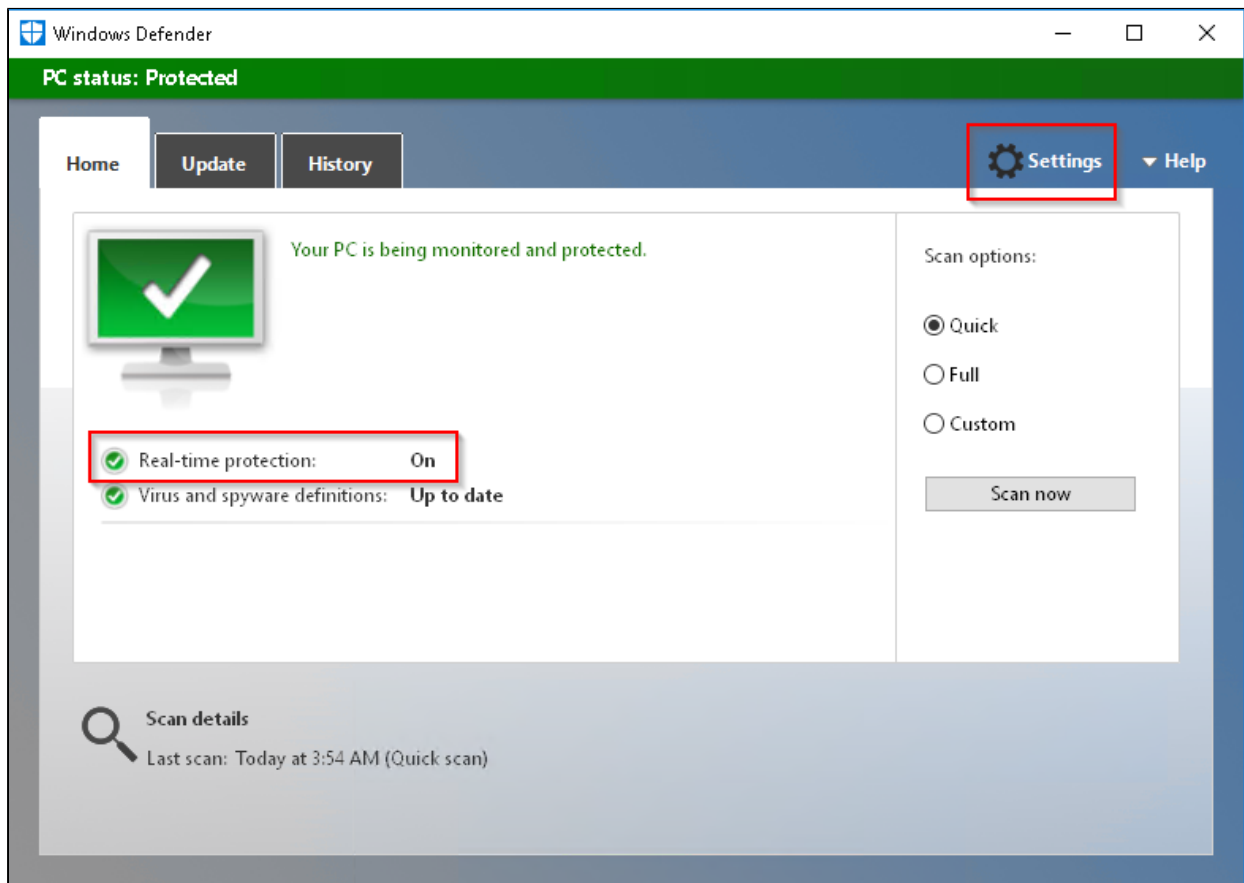 Windows Defender
PC status: Protected
Home
Update
History
Settings
Help
Your PC is being monitored and protected.
Real-time protection: On
Virus and spyware definitions: Up to date
Scan options:
Quick
Full
Custom
Scan now
Scan details
Last scan: Today at 3:54 AM (Quick scan)